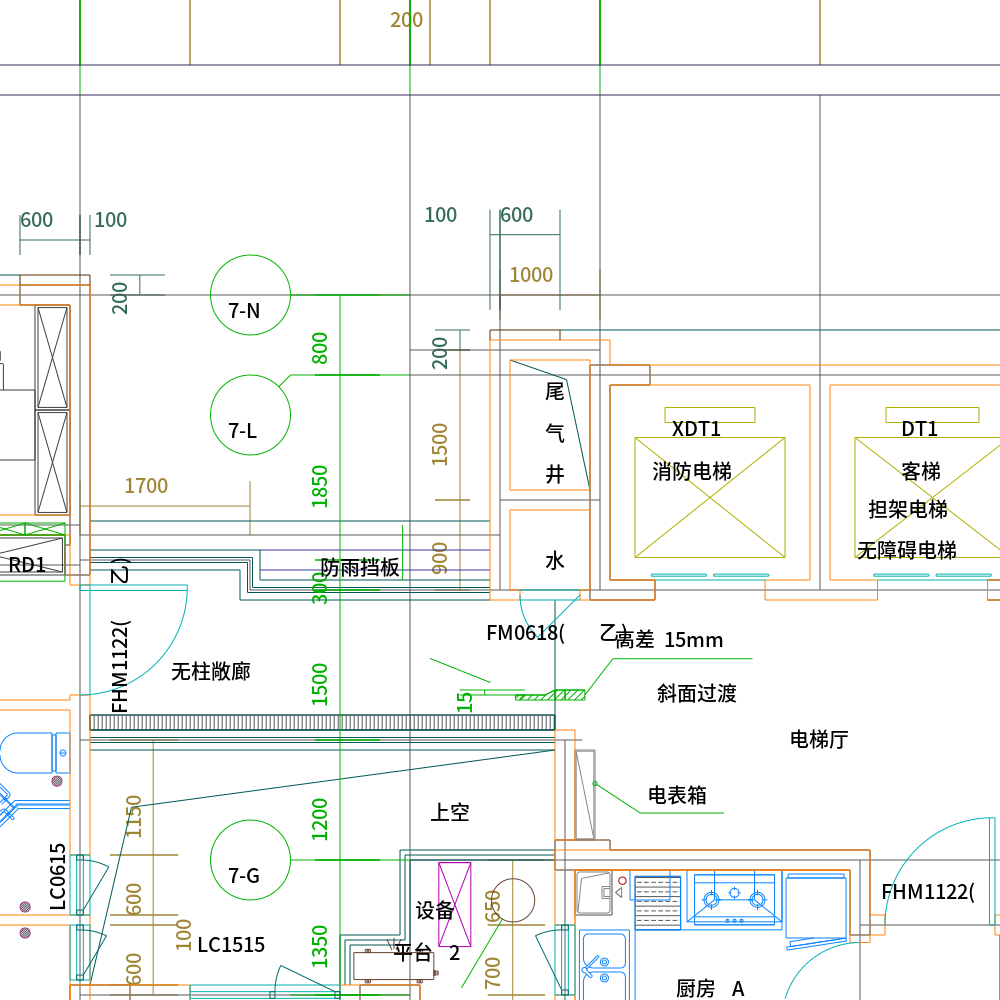 200
600 100
100 600
1000
200
7-N
800
200
尾
气
井
7-L
1500
XDT1
DT1
消防电梯
客梯
担架电梯
无障碍电梯
1700
1850
RD1
(乙
防雨挡板
900
水
300
FHM1122(
FM0618( 乙)
高差 15mm
无柱敞廊
1500
15
斜面过渡
电梯厅
电表箱
1150
1200
上空
LC0615
7-G
600
650
FHM1122(
设备
平台 2
100
LC1515
1350
600
700
厨房 A